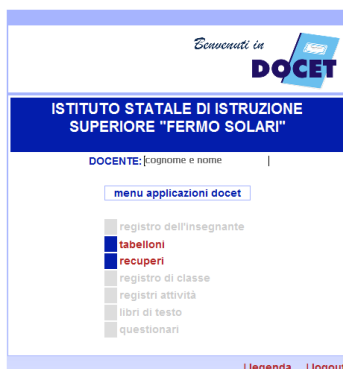 Benvenuti in
DOCET
ISTITUTO STATALE DI ISTRUZIONE
SUPERIORE "FERMO SOLARI"
DOCENTE: cognome e nome
menu applicazioni docet
registro dell'insegnante
tabelloni
recuperi
registro di classe
registri attività
libri di testo
questionari
legenda logout